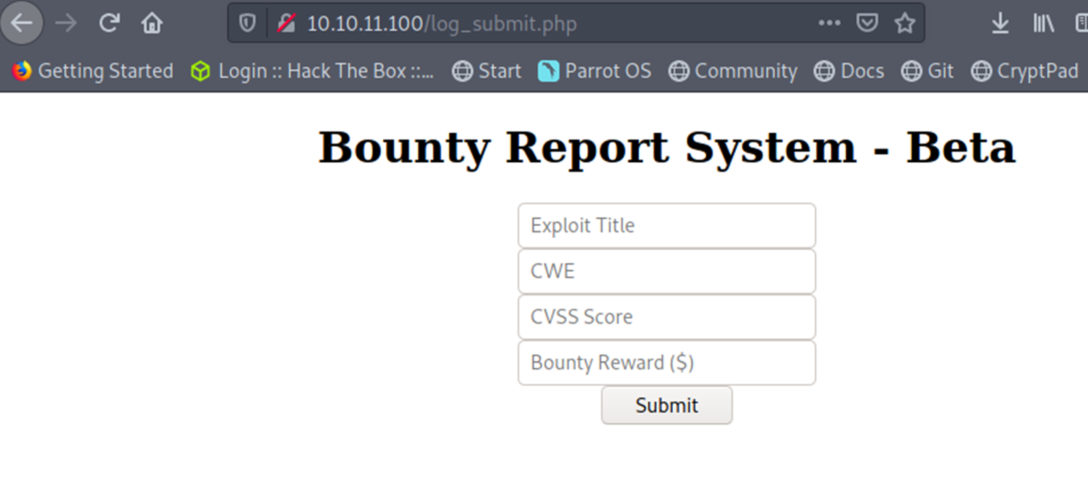 10.10.11.100/log_submit.php
Getting Started Login :: Hack The Box ::... Start Parrot OS Community Docs Git CryptPad
Bounty Report System - Beta
Exploit Title
CWE
CVSS Score
Bounty Reward ($)
Submit